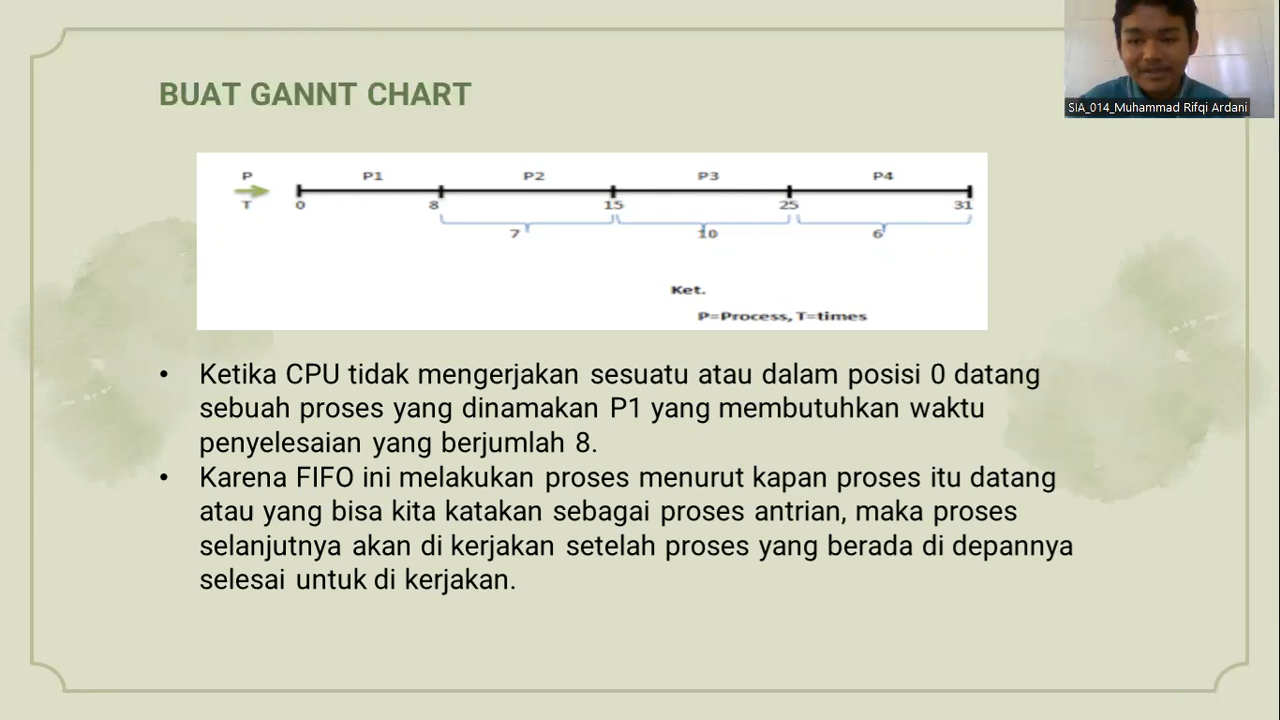 SIA_014_Muhammad Rifqi Ardani
BUAT GANNT CHART
P P1 P2 P3 P4
T 0 8 15 25 31
7 10 6
Ket.
P=Process, T=times
• Ketika CPU tidak mengerjakan sesuatu atau dalam posisi 0 datang
sebuah proses yang dinamakan P1 yang membutuhkan waktu
penyelesaian yang berjumlah 8.
• Karena FIFO ini melakukan proses menurut kapan proses itu datang
atau yang bisa kita katakan sebagai proses antrian, maka proses
selanjutnya akan di kerjakan setelah proses yang berada di depannya
selesai untuk di kerjakan.